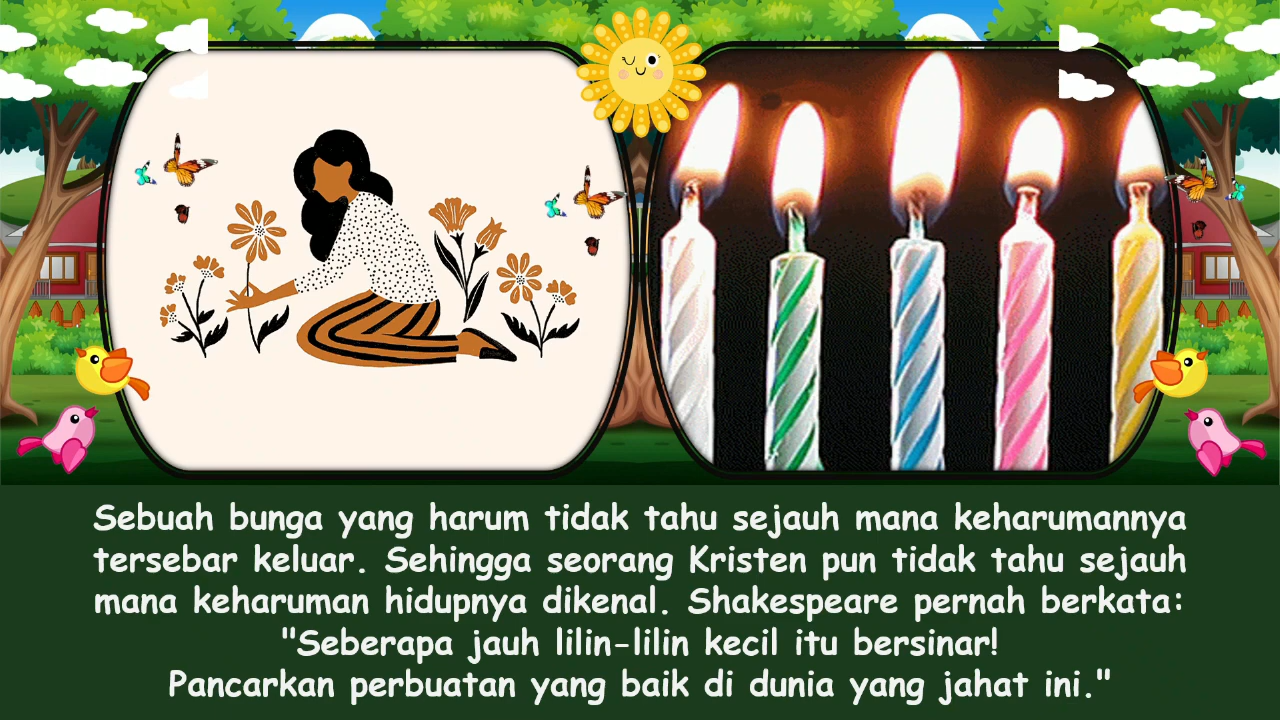 Sebuah bunga yang harum tidak tahu sejauh mana keharumannya
tersebar keluar. Sehingga seorang Kristen pun tidak tahu sejauh
mana keharuman hidupnya dikenal. Shakespeare pernah berkata:
"Seberapa jauh lilin-lilin kecil itu bersinar!
Pancarkan perbuatan yang baik di dunia yang jahat ini."